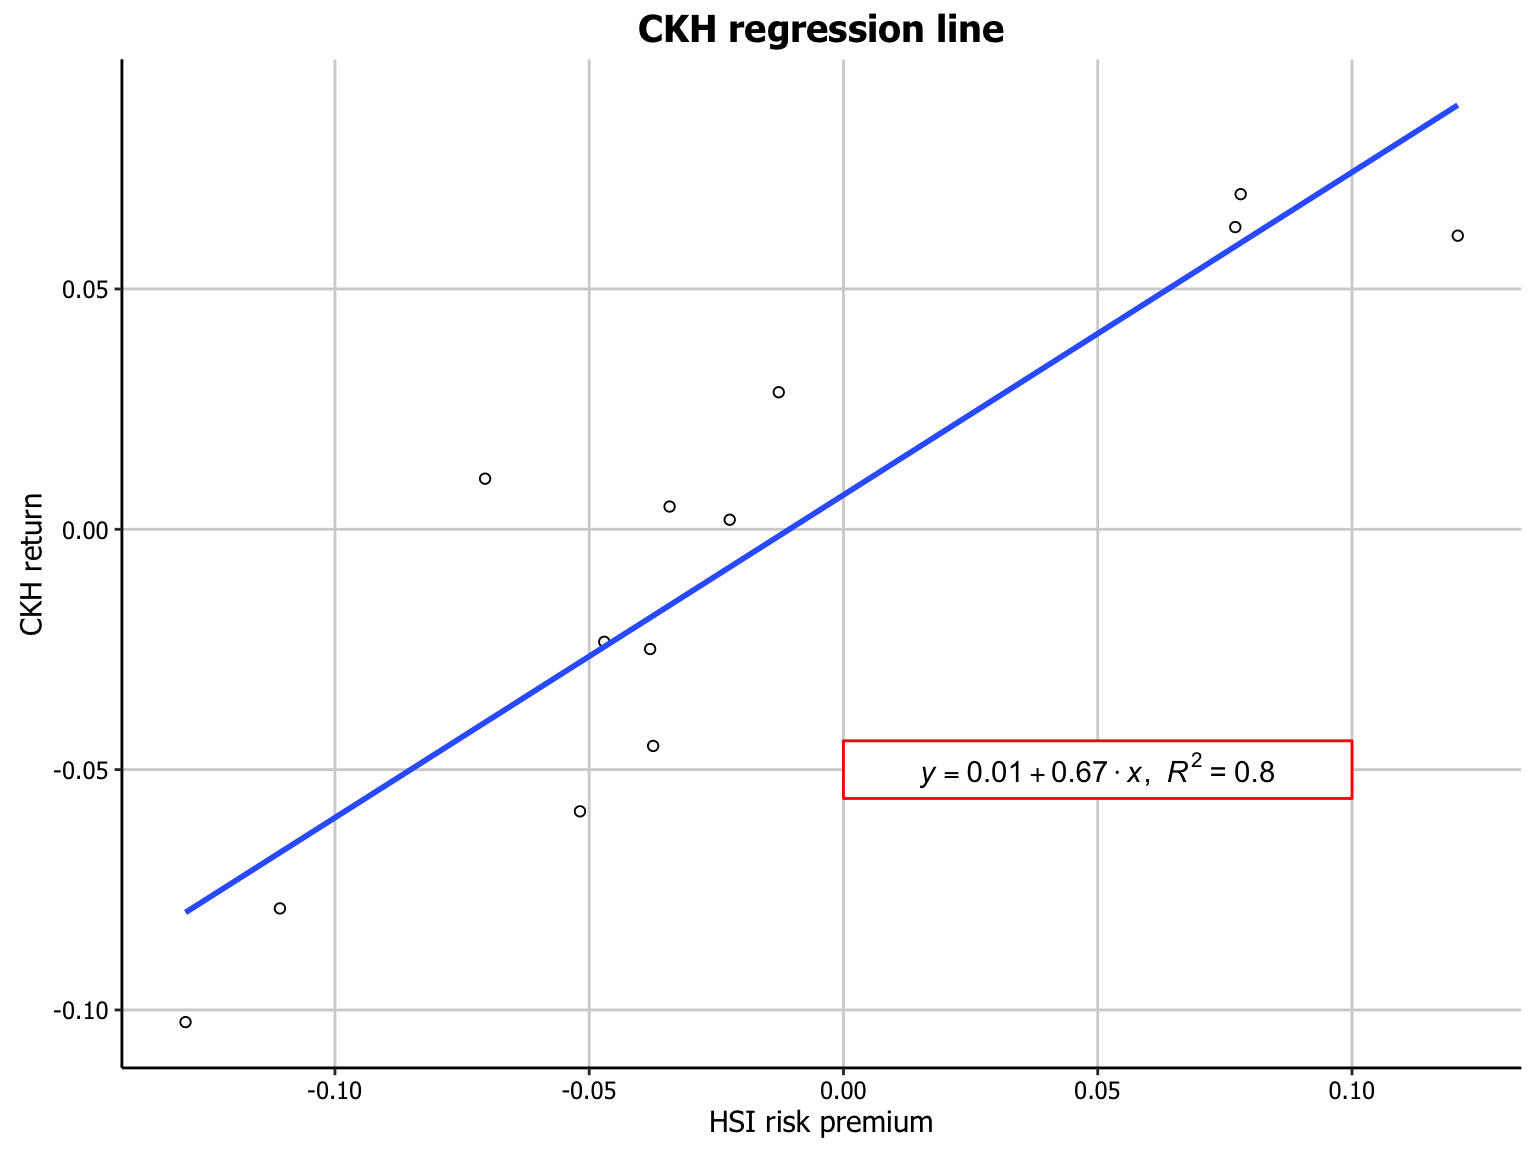 CKH regression line
0.05
0.00
-0.05
-0.10
CKH return
y = 0.01 + 0.67 · x, R² = 0.8
-0.10 -0.05 0.00 0.05 0.10
HSI risk premium